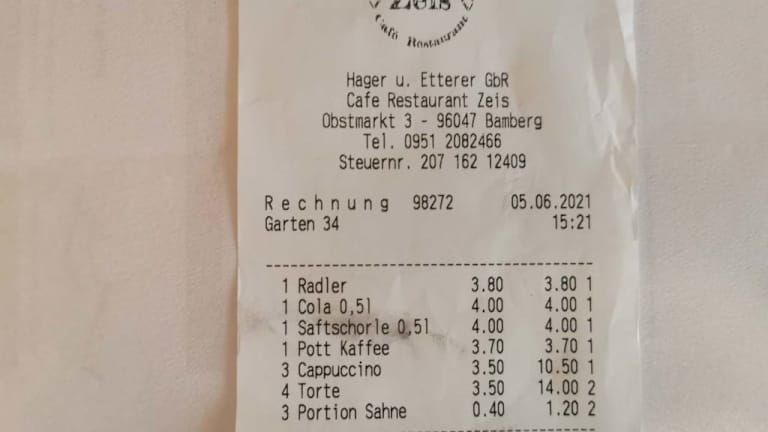 Zeis
Café Restaurant
Hager u. Etterer GbR
Cafe Restaurant Zeis
Obstmarkt 3 - 96047 Bamberg
Tel. 0951 2082466
Steuernr. 207 162 12409
Rechnung 98272 05.06.2021
Garten 34 15:21
1 Radler 3.80 3.80 1
1 Cola 0,5l 4.00 4.00 1
1 Saftschorle 0,5l 4.00 4.00 1
1 Pott Kaffee 3.70 3.70 1
3 Cappuccino 3.50 10.50 1
4 Torte 3.50 14.00 2
3 Portion Sahne 0.40 1.20 2